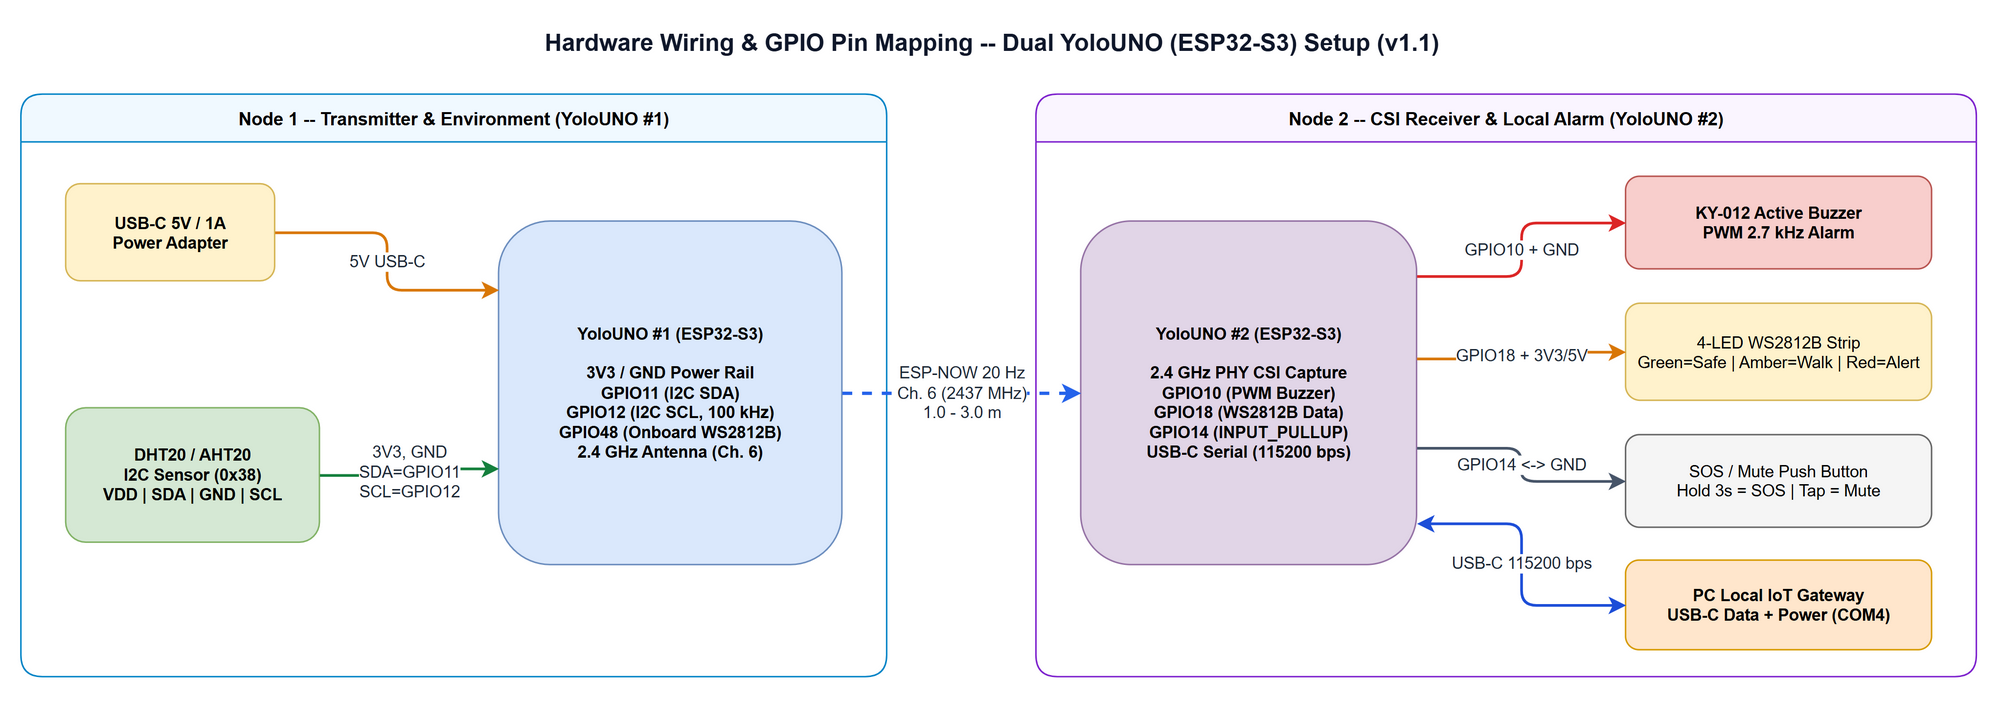 Hardware Wiring & GPIO Pin Mapping -- Dual YoloUNO (ESP32-S3) Setup (v1.1)
Node 1 -- Transmitter & Environment (YoloUNO #1)
USB-C 5V / 1A
Power Adapter
5V USB-C
DHT20 / AHT20
I2C Sensor (0x38)
VDD | SDA | GND | SCL
3V3, GND
SDA=GPIO11
SCL=GPIO12
YoloUNO #1 (ESP32-S3)
3V3 / GND Power Rail
GPIO11 (I2C SDA)
GPIO12 (I2C SCL, 100 kHz)
GPIO48 (Onboard WS2812B)
2.4 GHz Antenna (Ch. 6)
ESP-NOW 20 Hz
Ch. 6 (2437 MHz)
1.0 - 3.0 m
Node 2 -- CSI Receiver & Local Alarm (YoloUNO #2)
YoloUNO #2 (ESP32-S3)
2.4 GHz PHY CSI Capture
GPIO10 (PWM Buzzer)
GPIO18 (WS2812B Data)
GPIO14 (INPUT_PULLUP)
USB-C Serial (115200 bps)
GPIO10 + GND
KY-012 Active Buzzer
PWM 2.7 kHz Alarm
GPIO18 + 3V3/5V
4-LED WS2812B Strip
Green=Safe | Amber=Walk | Red=Alert
GPIO14 <-> GND
SOS / Mute Push Button
Hold 3s = SOS | Tap = Mute
USB-C 115200 bps
PC Local IoT Gateway
USB-C Data + Power (COM4)